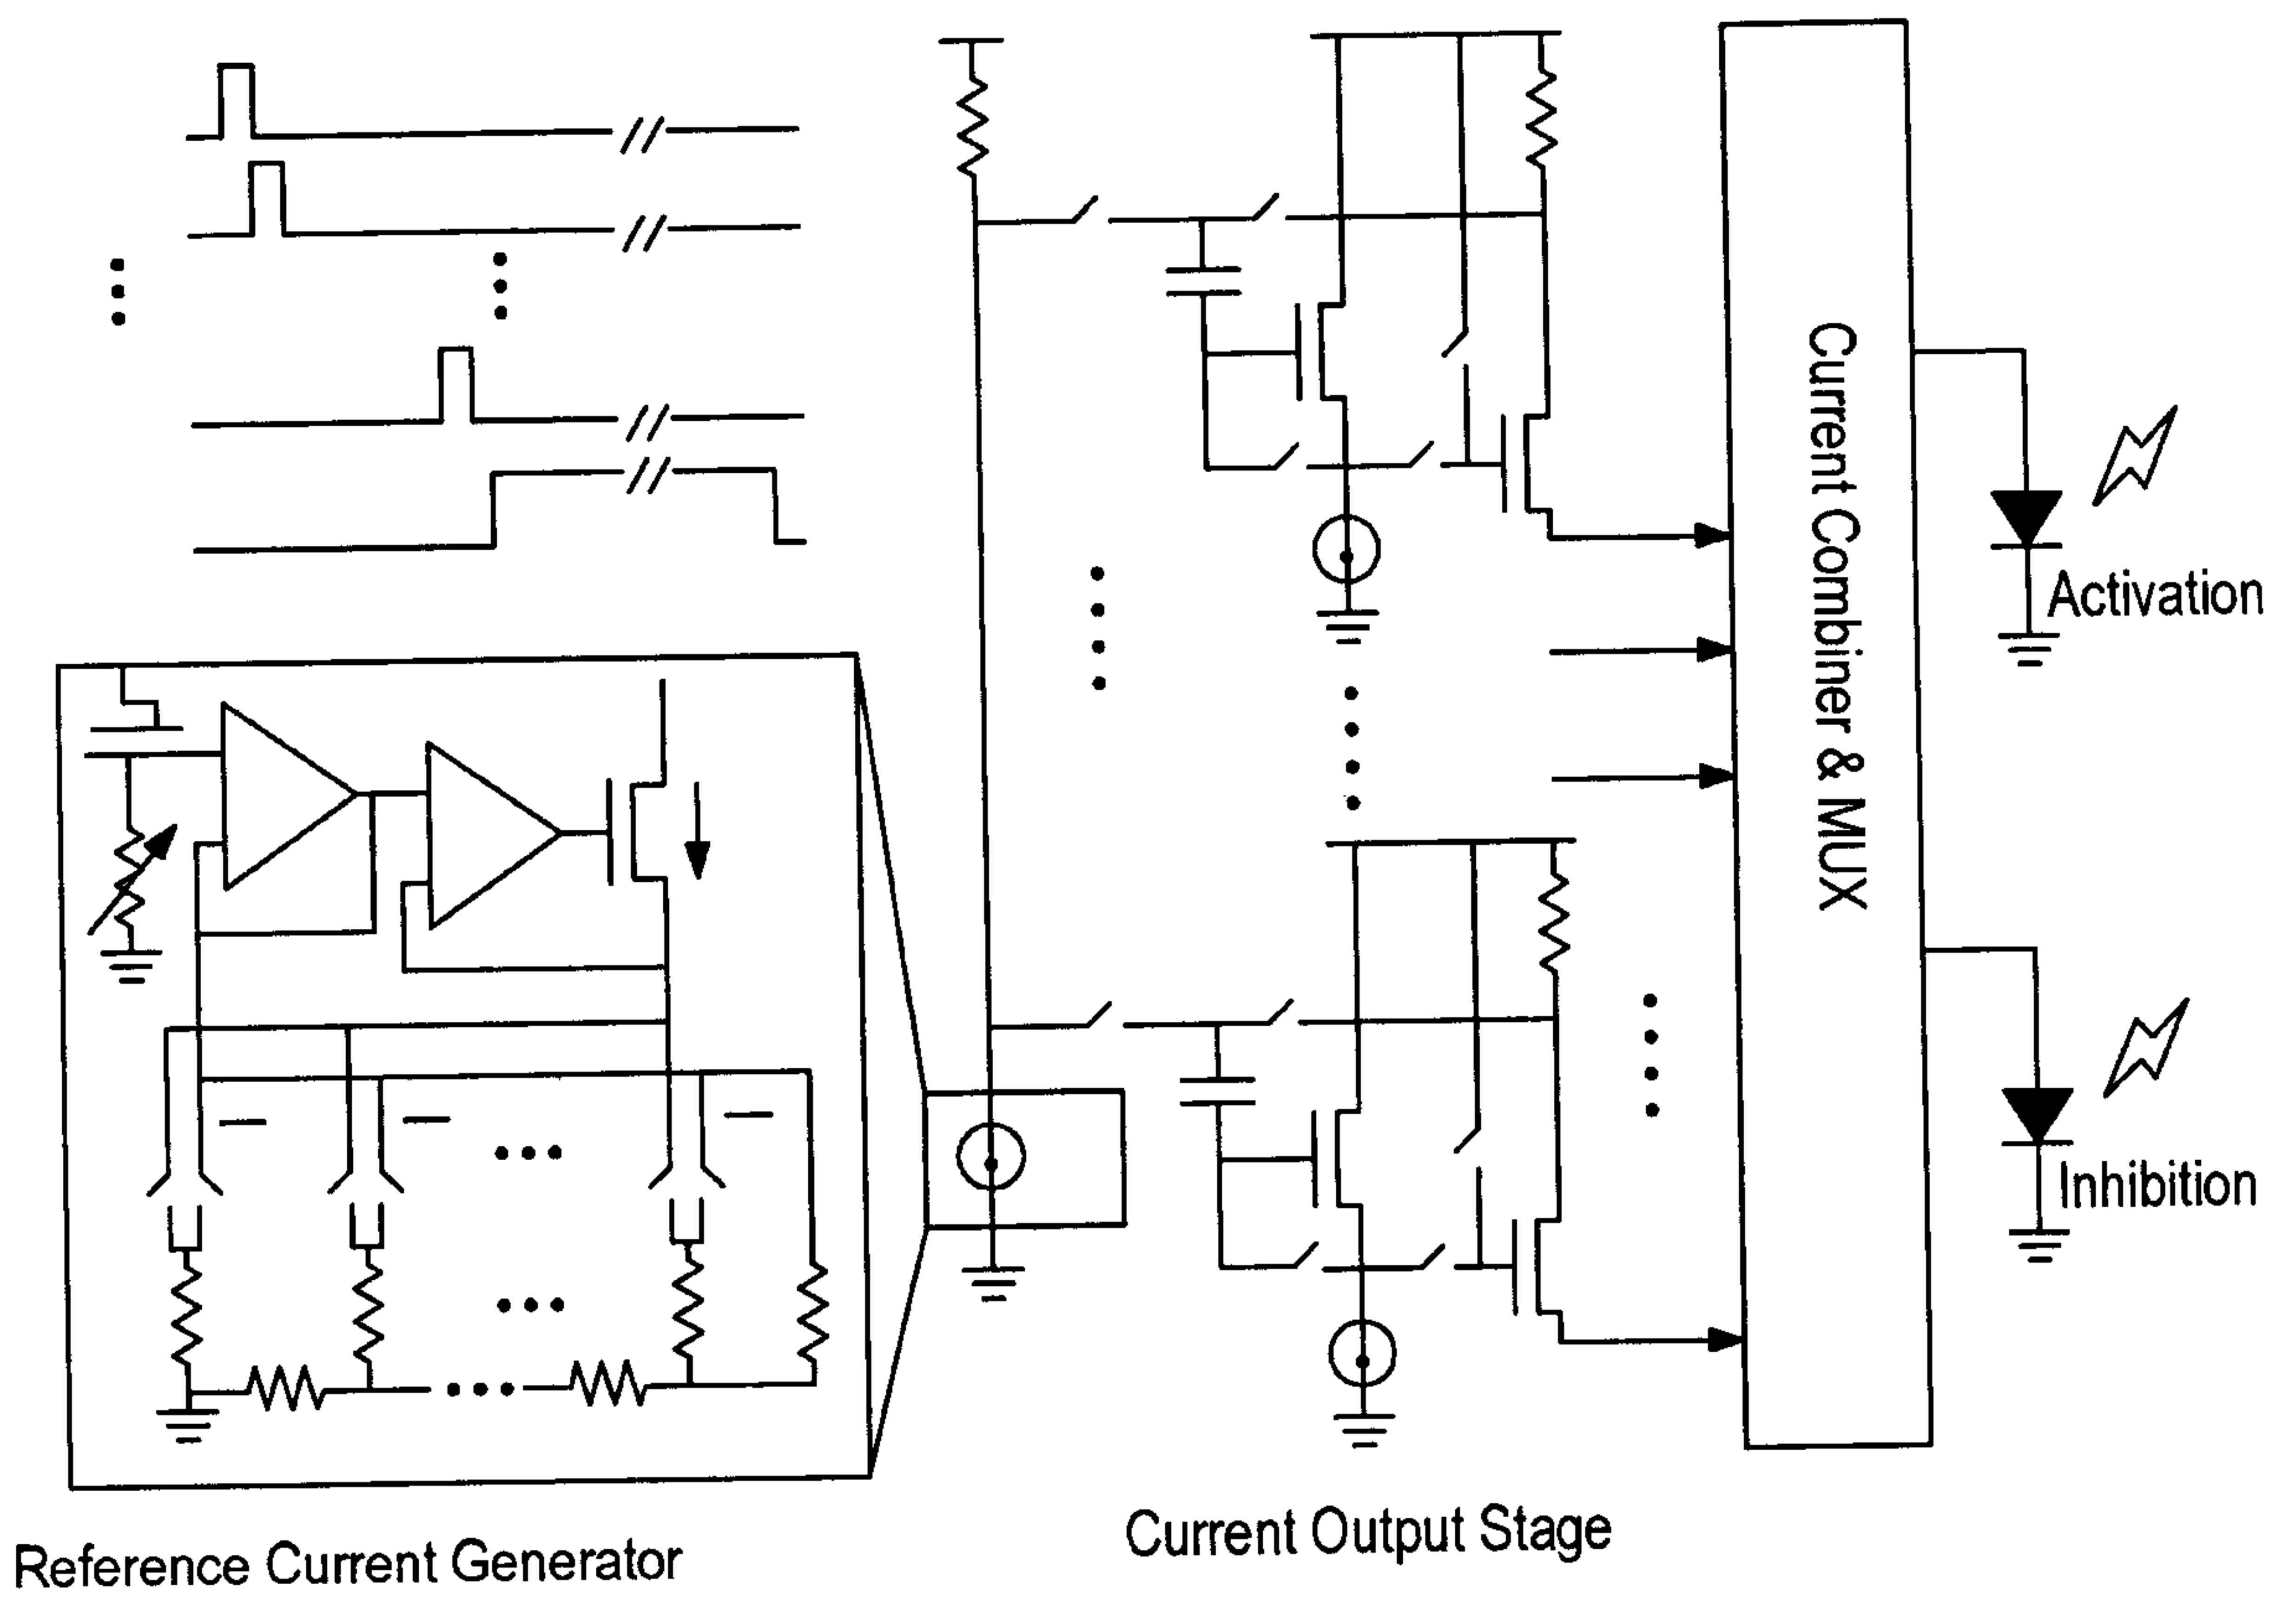 Current Combiner & MUX
Activation
Inhibition
Current Output Stage
Reference Current Generator